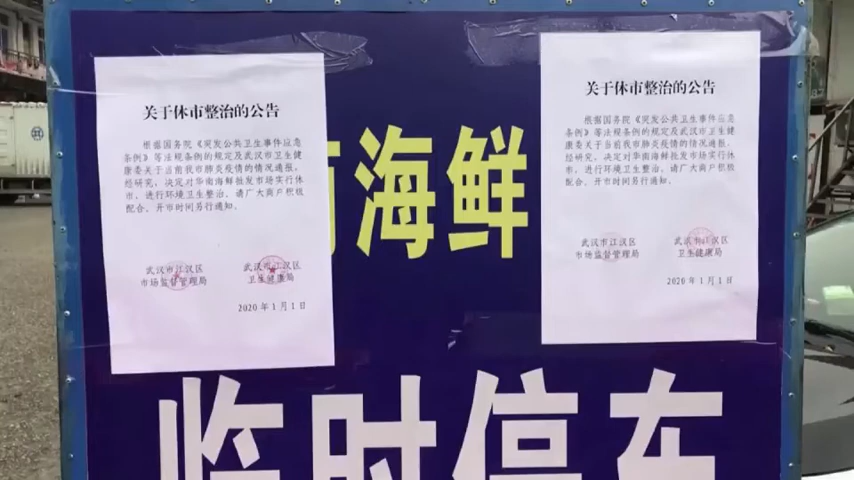 关于休市整治的公告
根据国务院《突发公共卫生事件应急
条例》等法规条例的规定及武汉市卫生健
康委关于当前我市肺炎疫情的情况通报，
经研究，决定对华南海鲜批发市场实行休
市，进行环境卫生整治。请广大商户积极
配合。开市时间另行通知。
武汉市江汉区
市场监督管理局
武汉市江汉区
卫生健康局
2020年1月1日
关于休市整治的公告
根据国务院《突发公共卫生事件应急
条例》等法规条例的规定及武汉市卫生健
康委关于当前我市肺炎疫情的情况通报，
经研究，决定对华南海鲜批发市场实行休
市，进行环境卫生整治。请广大商户积极
配合。开市时间另行通知。
武汉市江汉区
市场监督管理局
武汉市江汉区
卫生健康局
2020年1月1日
南海鲜
临时停车